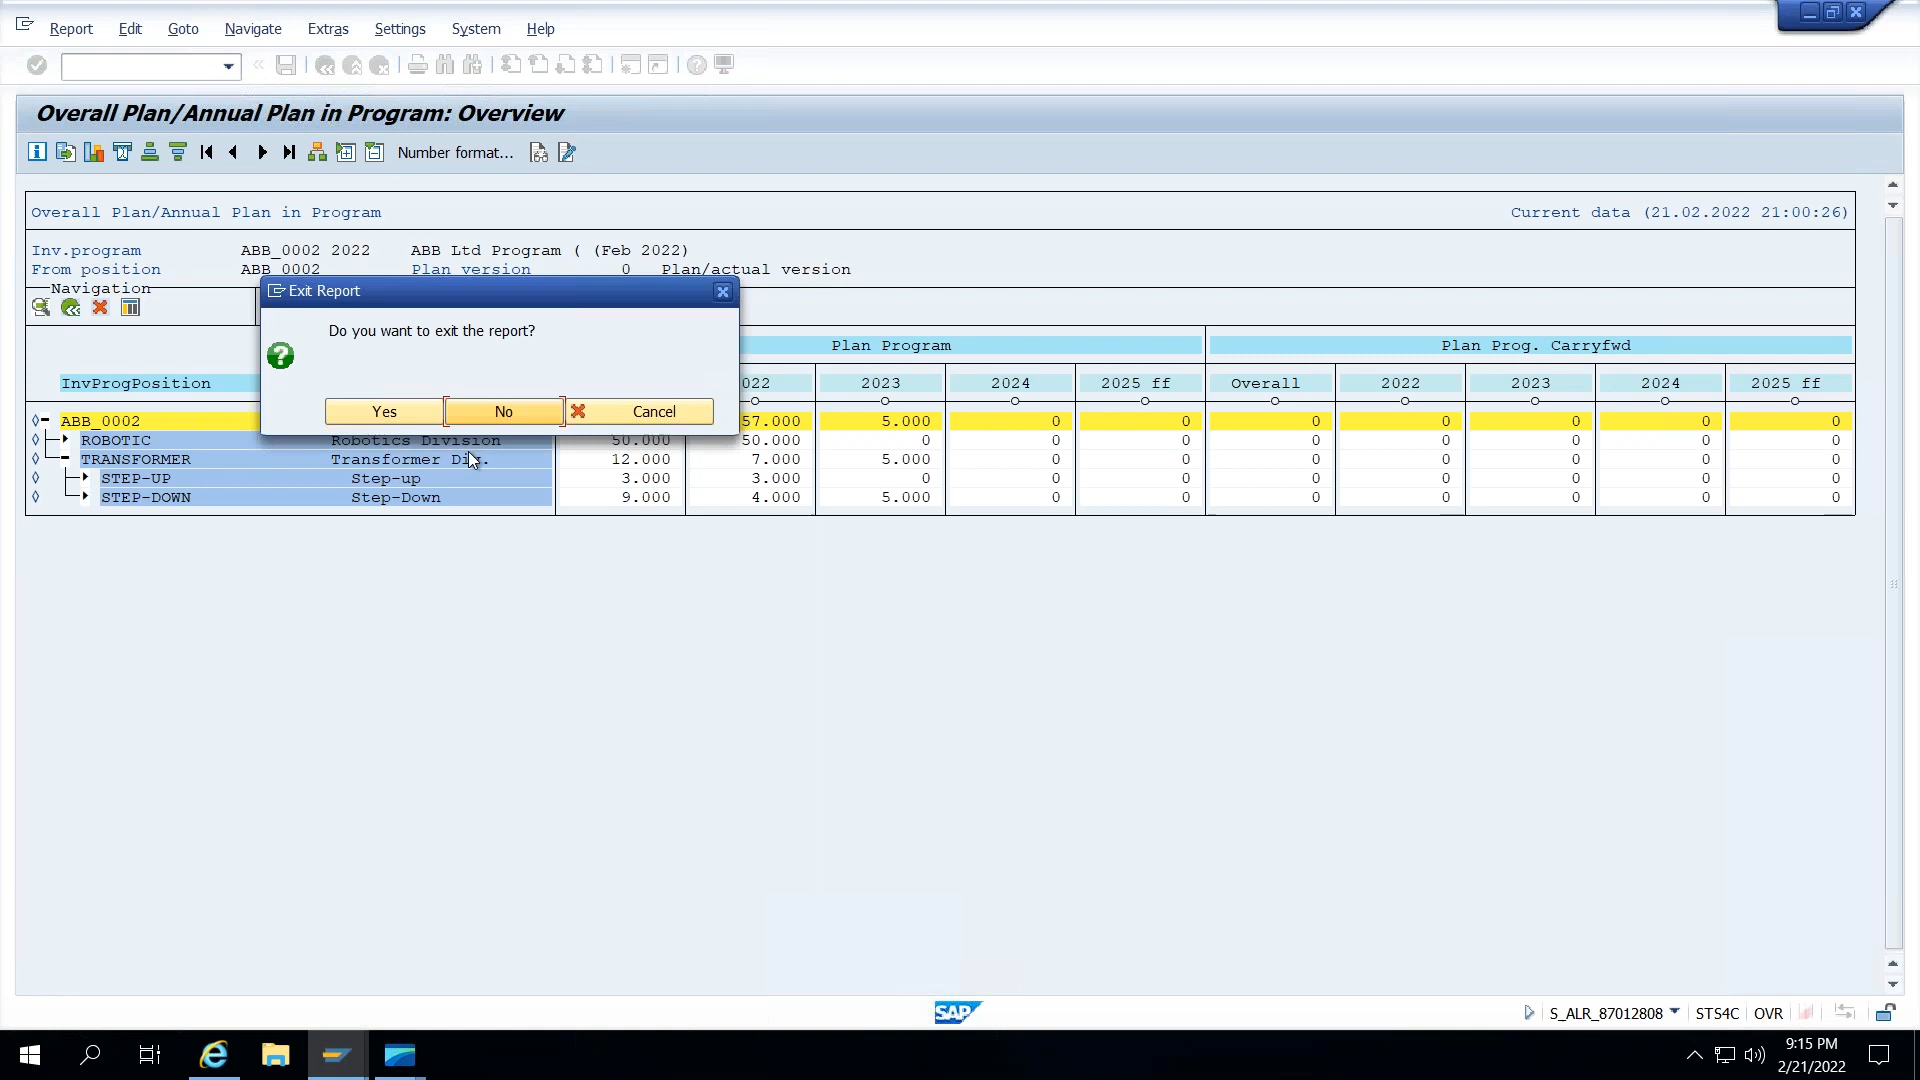 Report Edit Goto Navigate Extras Settings System Help
Overall Plan/Annual Plan in Program: Overview
Number format...
Overall Plan/Annual Plan in Program Current data (21.02.2022 21:00:26)
Inv.program ABB_0002 2022 ABB Ltd Program ( (Feb 2022)
From position ABB_0002 Plan version 0 Plan/actual version
Navigation
Exit Report
Do you want to exit the report?
Yes No Cancel
Plan Program Plan Prog. Carryfwd
InvProgPosition 022 2023 2024 2025 ff Overall 2022 2023 2024 2025 ff
ABB_0002 57.000 5.000 0 0 0 0 0 0 0
ROBOTIC Robotics Division 50.000 50.000 0 0 0 0 0 0 0 0
TRANSFORMER Transformer Div. 12.000 7.000 5.000 0 0 0 0 0 0 0
STEP-UP Step-up 3.000 3.000 0 0 0 0 0 0 0 0
STEP-DOWN Step-Down 9.000 4.000 5.000 0 0 0 0 0 0 0
SAP
S_ALR_87012808 STS4C OVR
9:15 PM
2/21/2022